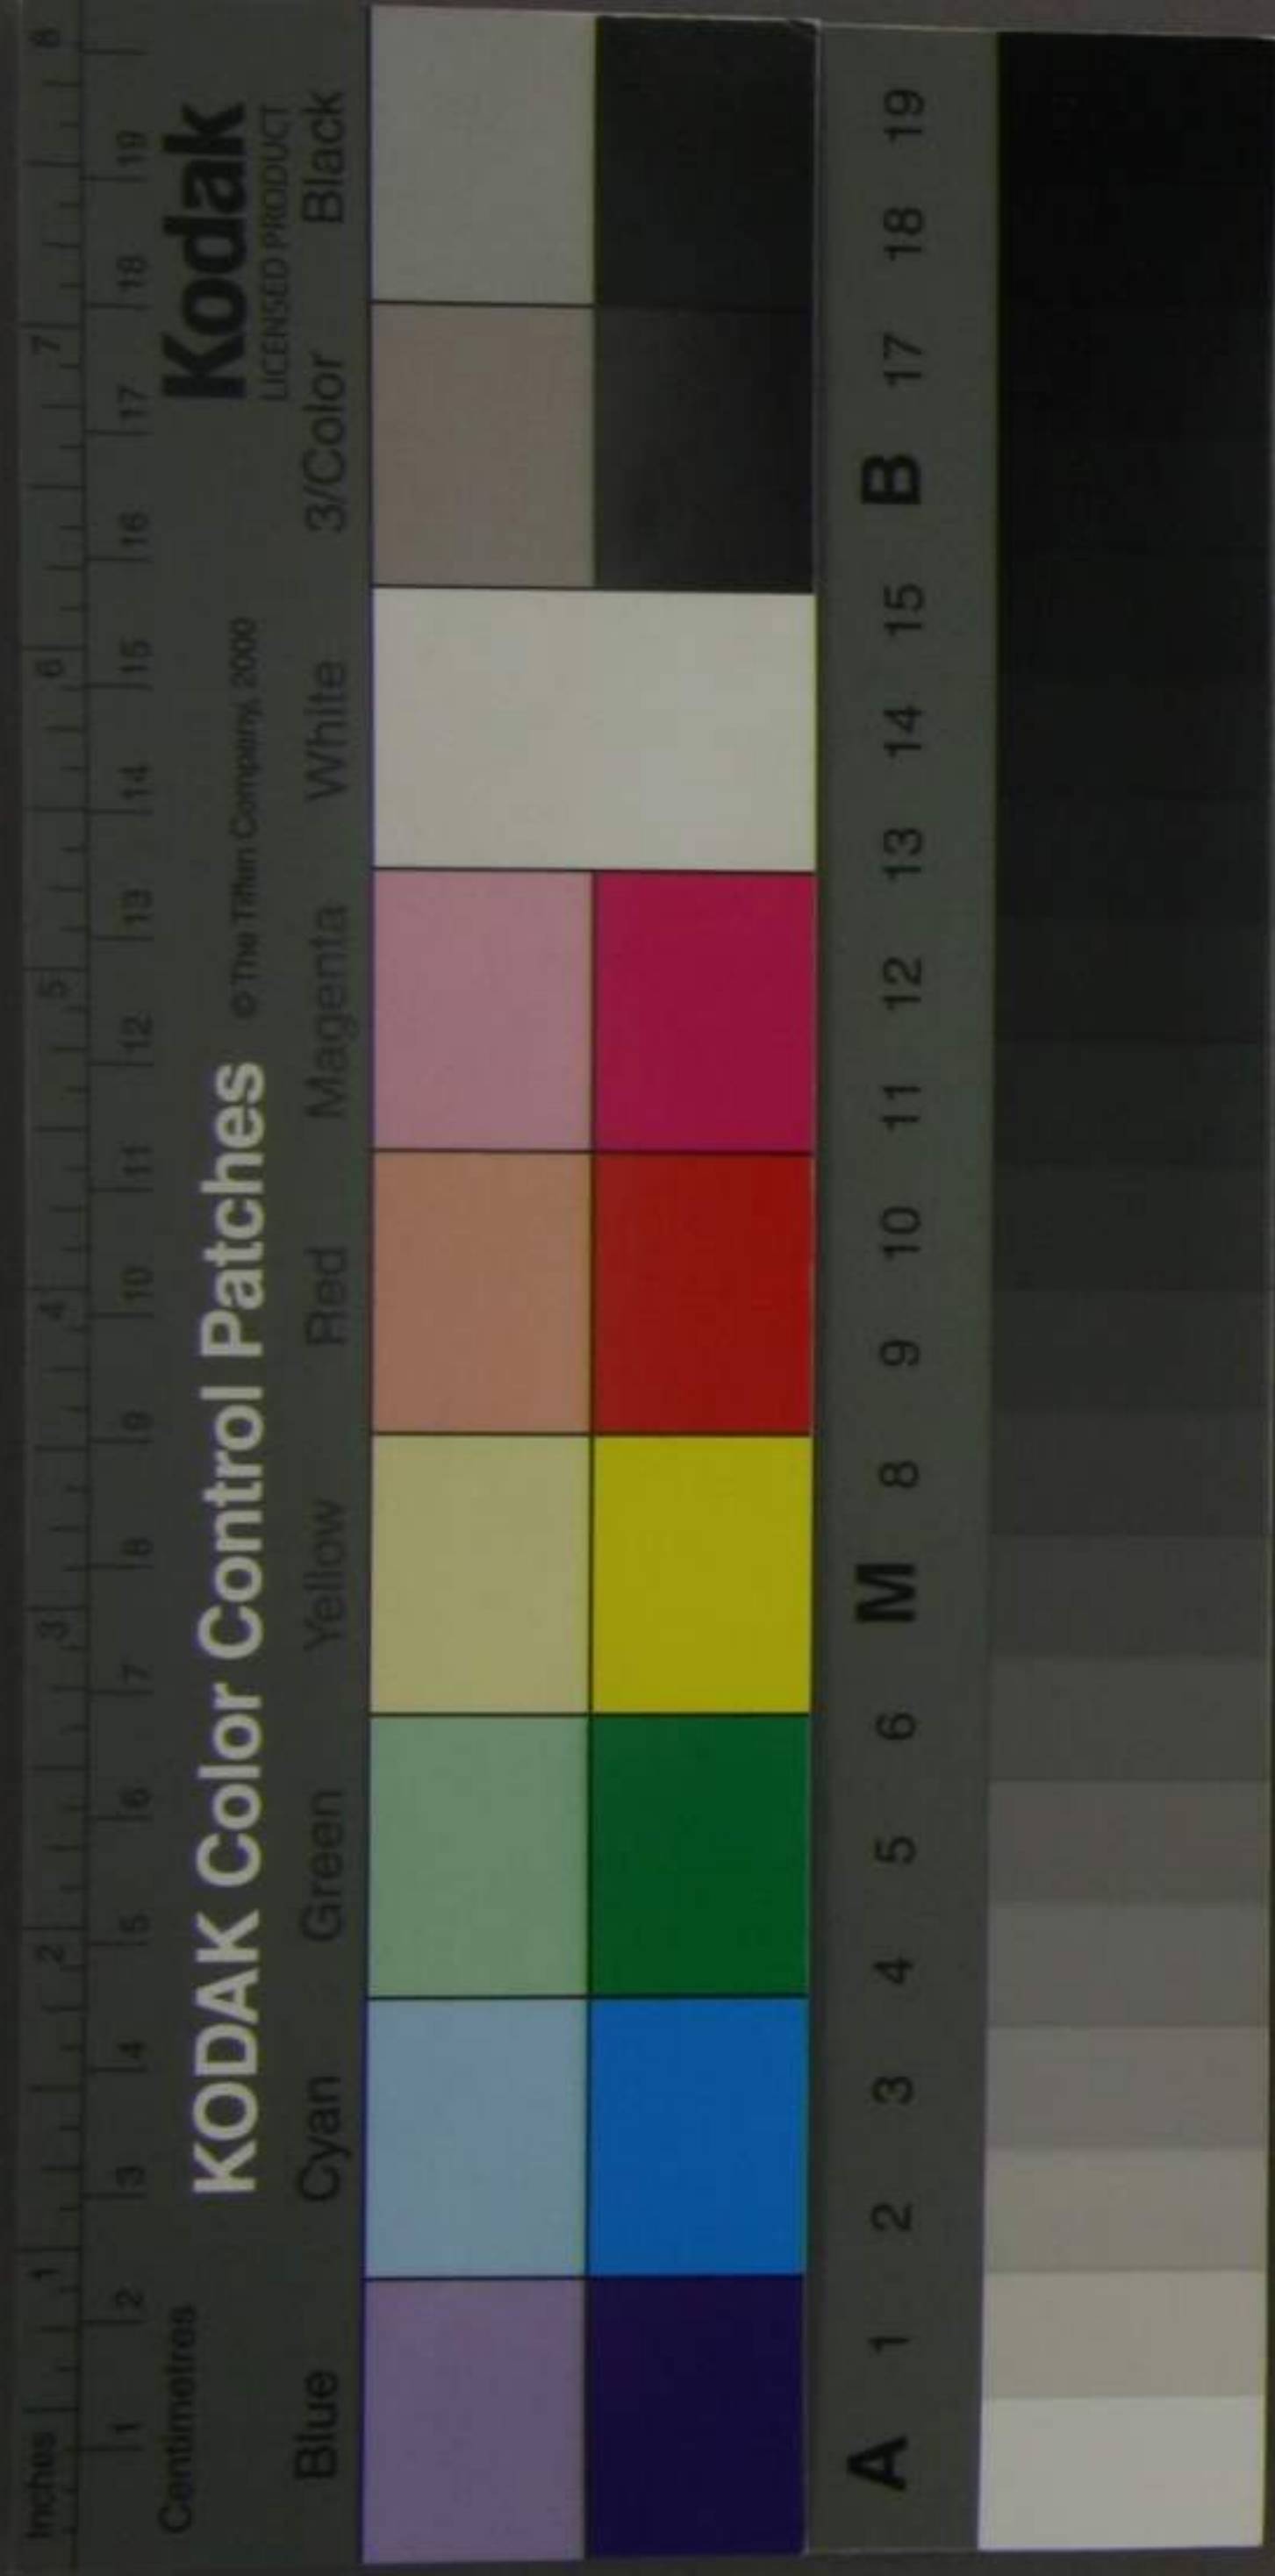 Inches 1 2 3 4 5 6 7 8
1 2 3 4 5 6 7 8 9 10 11 12 13 14 15 16 17 18 19
Centimetres
KODAK Color Control Patches © The Tiffen Company, 2000
Kodak
LICENSED PRODUCT
Blue Cyan Green Yellow Red Magenta White 3/Color Black
A 1 2 3 4 5 6 M 8 9 10 11 12 13 14 15 B 17 18 19